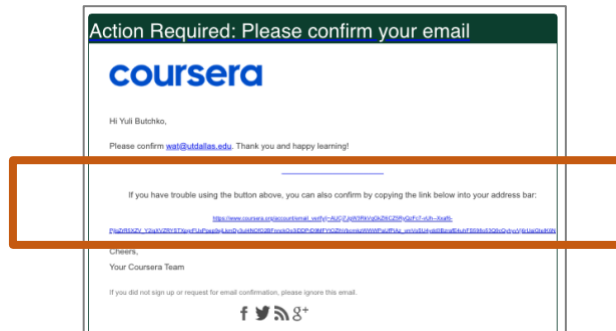 Action Required: Please confirm your email
coursera
Hi Yuli Butchko,
Please confirm wat@utdallas.edu. Thank you and happy learning!
If you have trouble using the button above, you can also confirm by copying the link below into your address bar:
Cheers,
Your Coursera Team
If you did not sign up or request for email confirmation, please ignore this email.